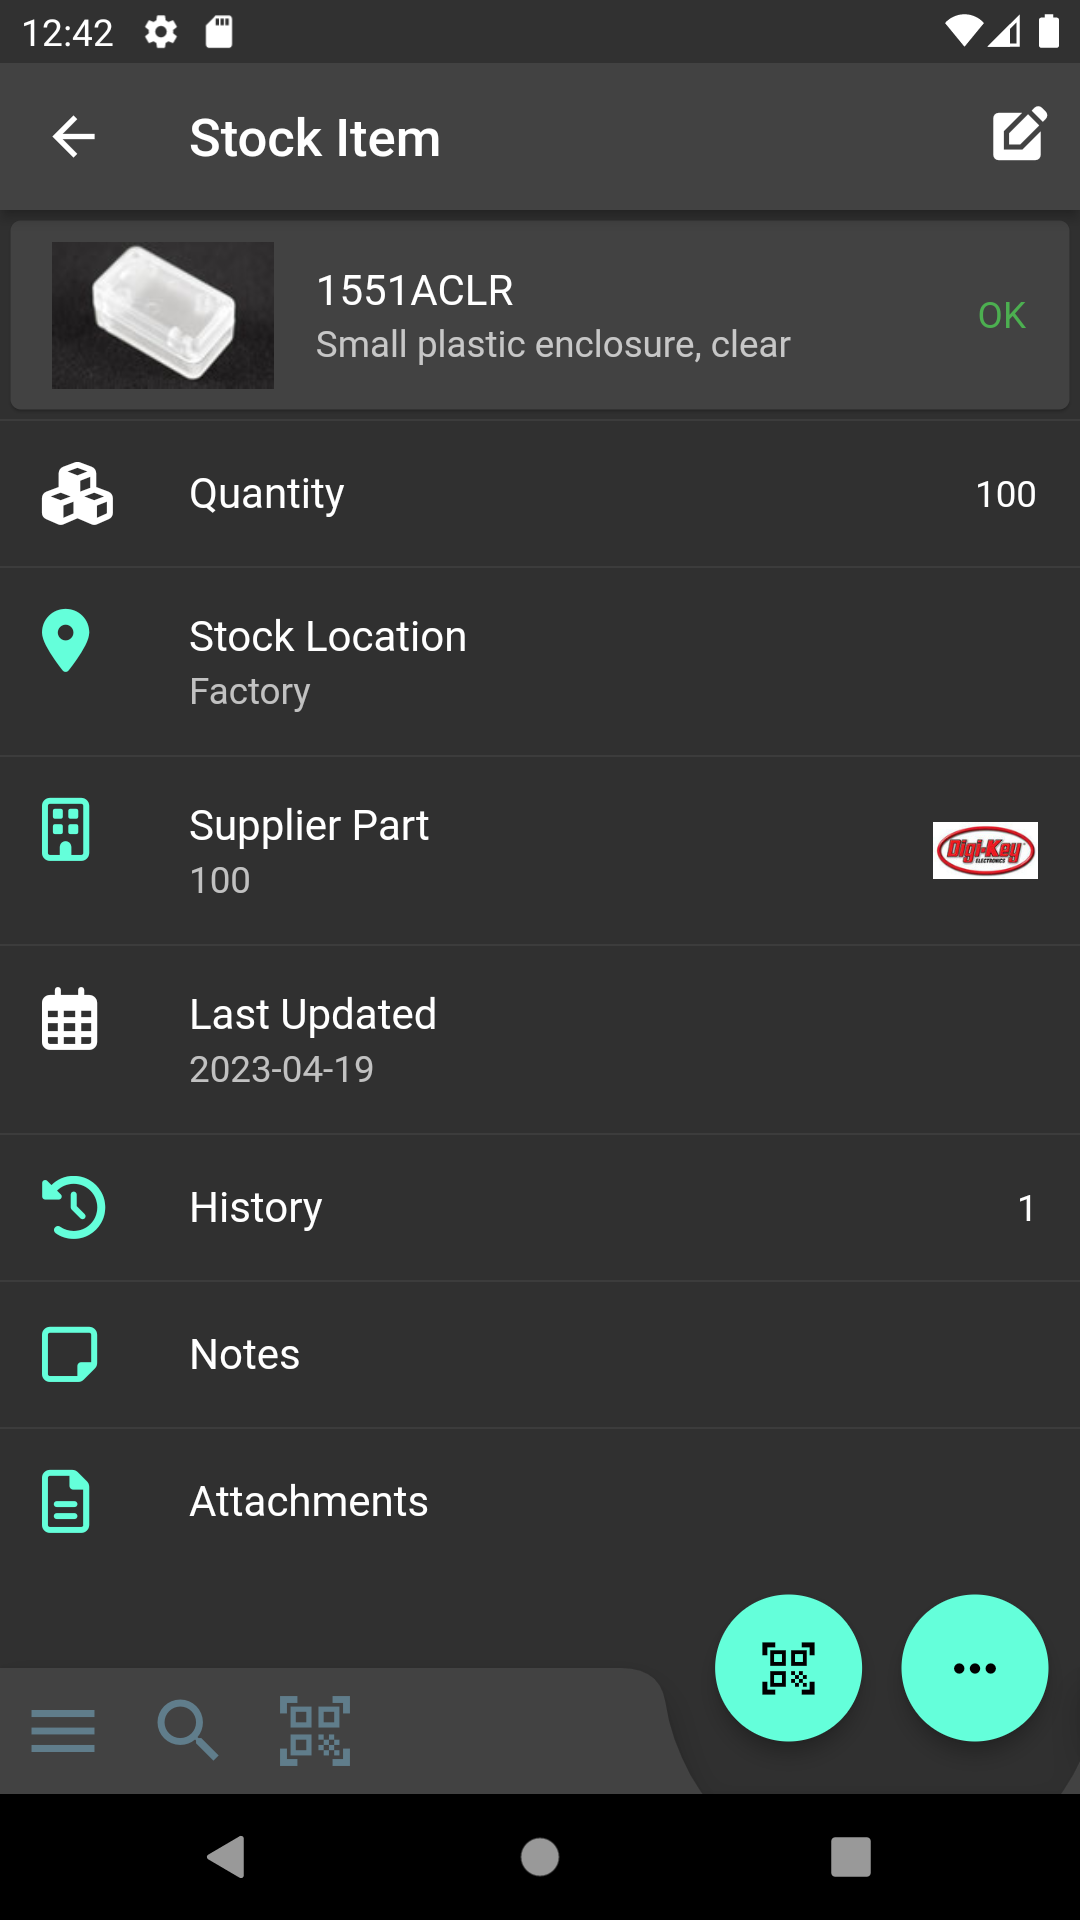 12:42
Stock Item
1551ACLR
Small plastic enclosure, clear
OK
Quantity
100
Stock Location
Factory
Supplier Part
100
Digi-Key
ELECTRONICS
Last Updated
2023-04-19
History
1
Notes
Attachments